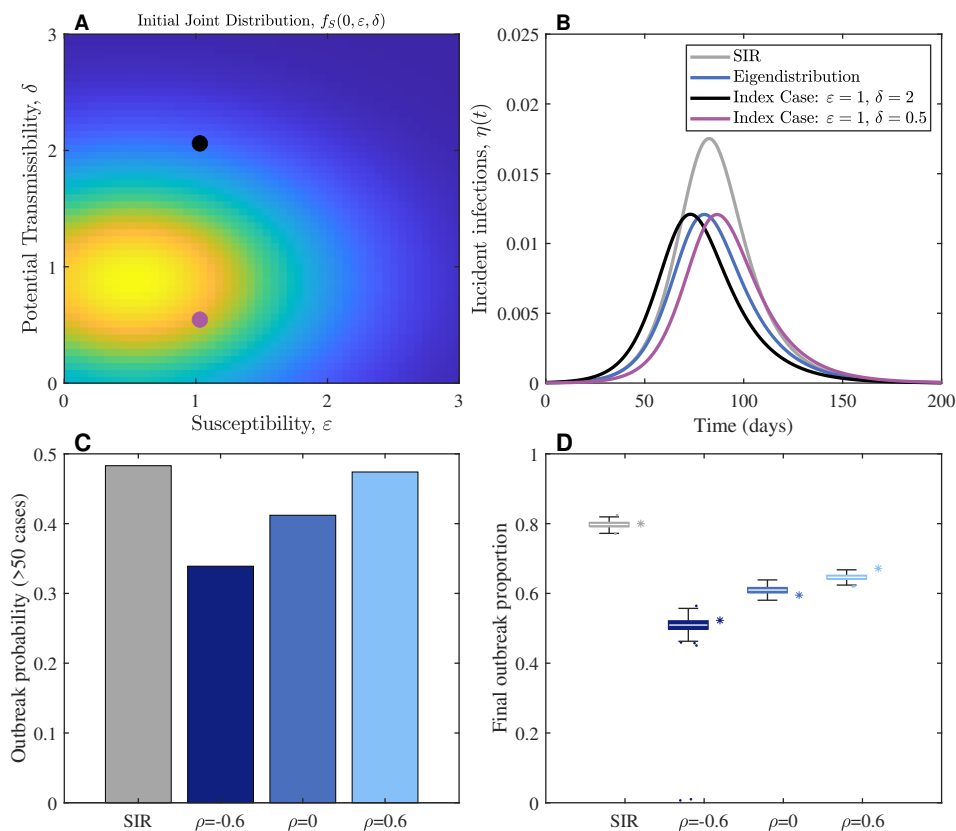 A
Initial Joint Distribution, f_S(0, ε, δ)
3
2
1
0
Potential Transmissibility, δ
0
1
2
3
Susceptibility, ε
B
0.025
0.02
0.015
0.01
0.005
0
Incident infections, η(t)
SIR
Eigendistribution
Index Case: ε = 1, δ = 2
Index Case: ε = 1, δ = 0.5
0
50
100
150
200
Time (days)
C
0.5
0.4
0.3
0.2
0.1
0
Outbreak probability (>50 cases)
SIR
ρ=-0.6
ρ=0
ρ=0.6
D
1
0.8
0.6
0.4
0.2
0
Final outbreak proportion
SIR
ρ=-0.6
ρ=0
ρ=0.6